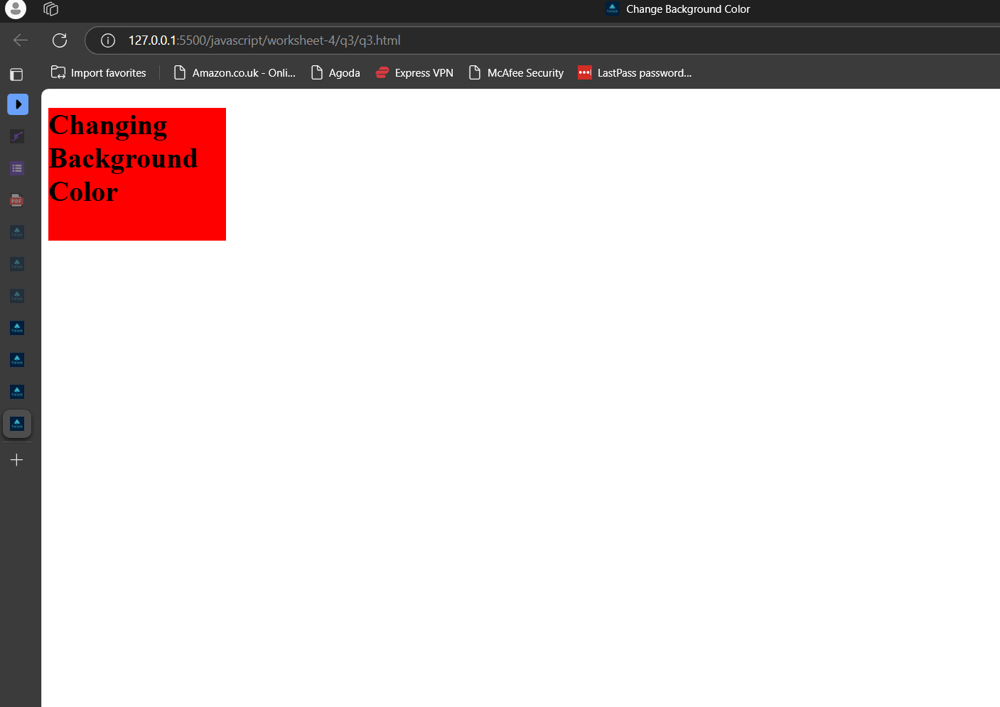 Change Background Color
127.0.0.1:5500/javascript/worksheet-4/q3/q3.html
Import favorites
Amazon.co.uk - Onli...
Agoda
Express VPN
McAfee Security
LastPass password...
Changing
Background
Color
PDF